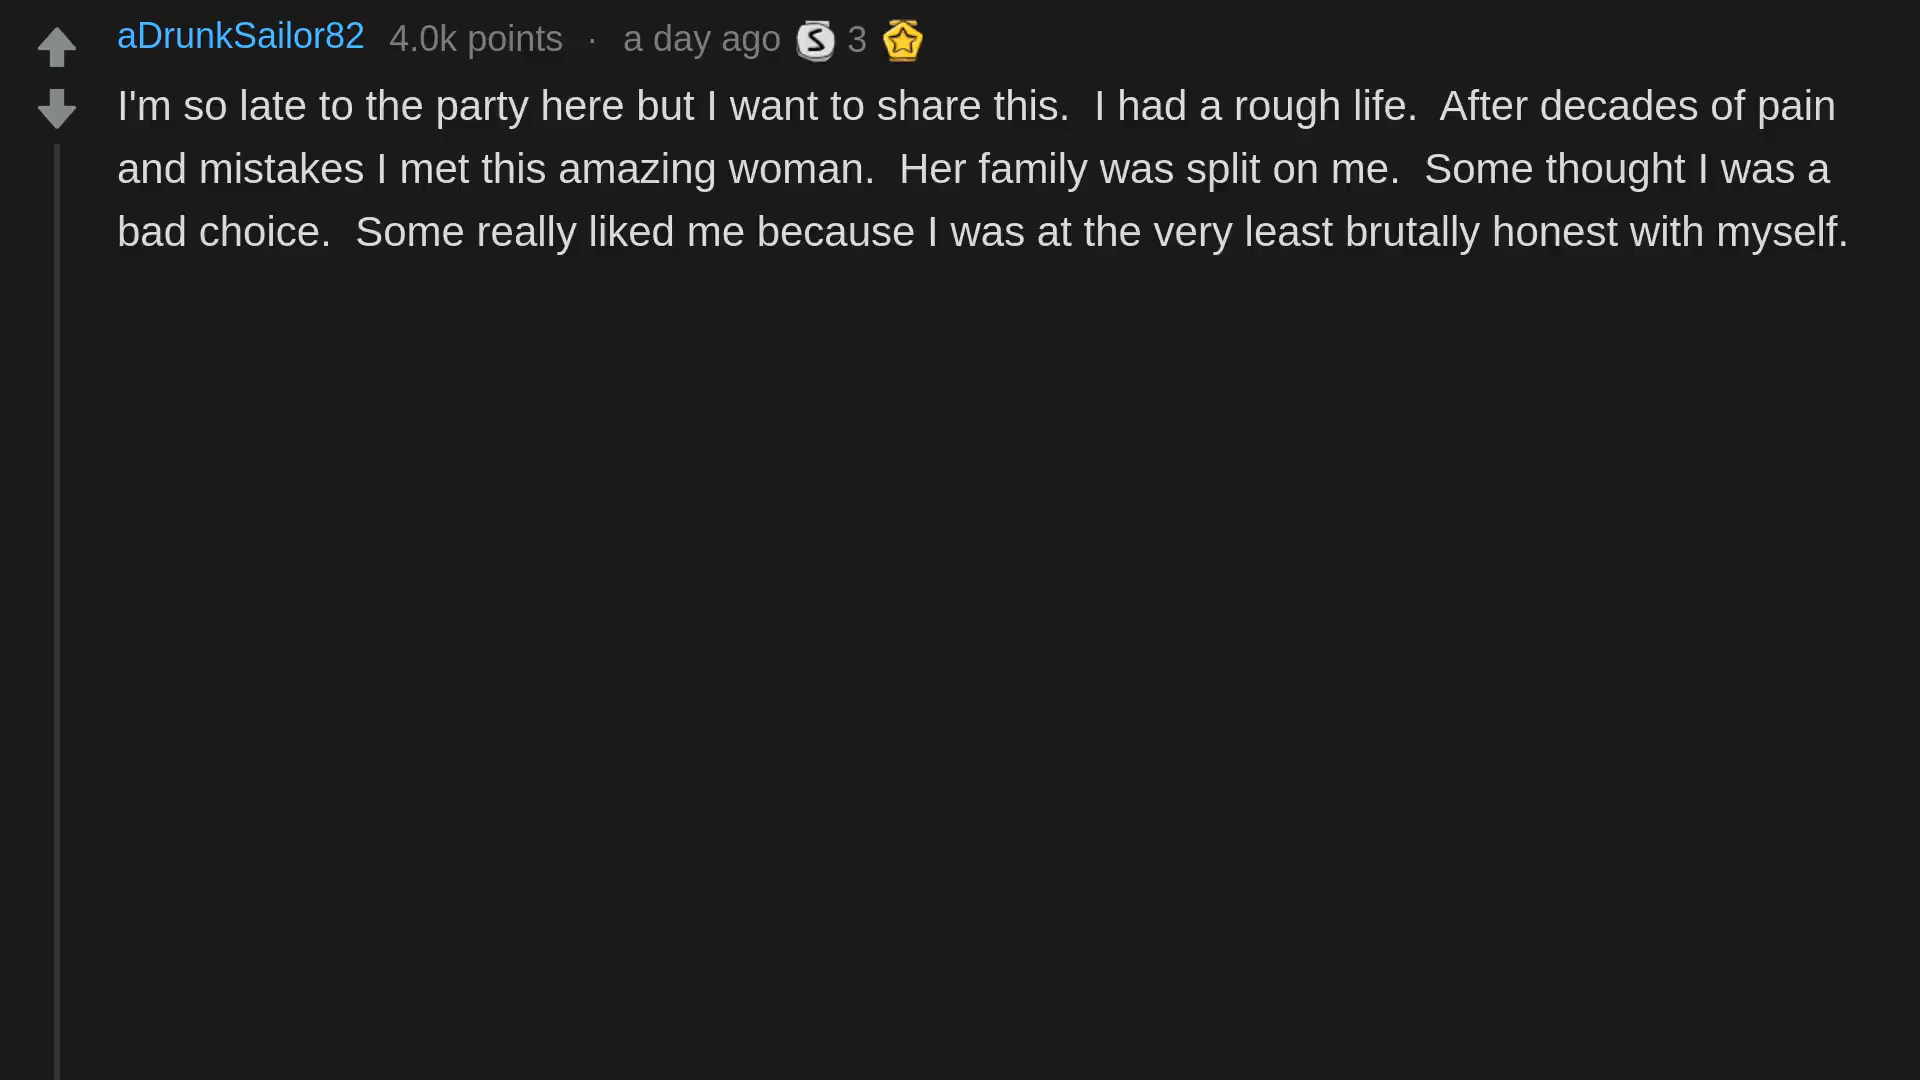 aDrunkSailor82 4.0k points · a day ago S 3
I'm so late to the party here but I want to share this.  I had a rough life.  After decades of pain
and mistakes I met this amazing woman.  Her family was split on me.  Some thought I was a
bad choice.  Some really liked me because I was at the very least brutally honest with myself.